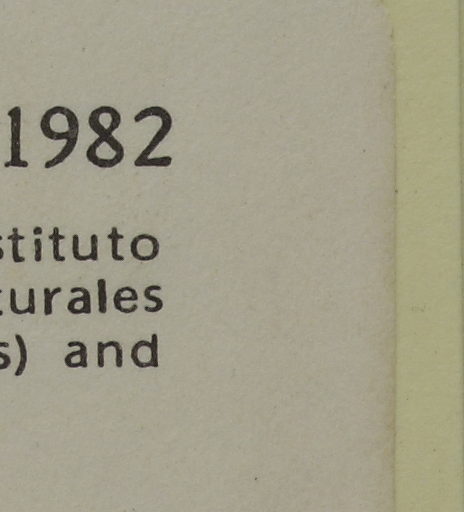 1982
stituto
turales
s) and